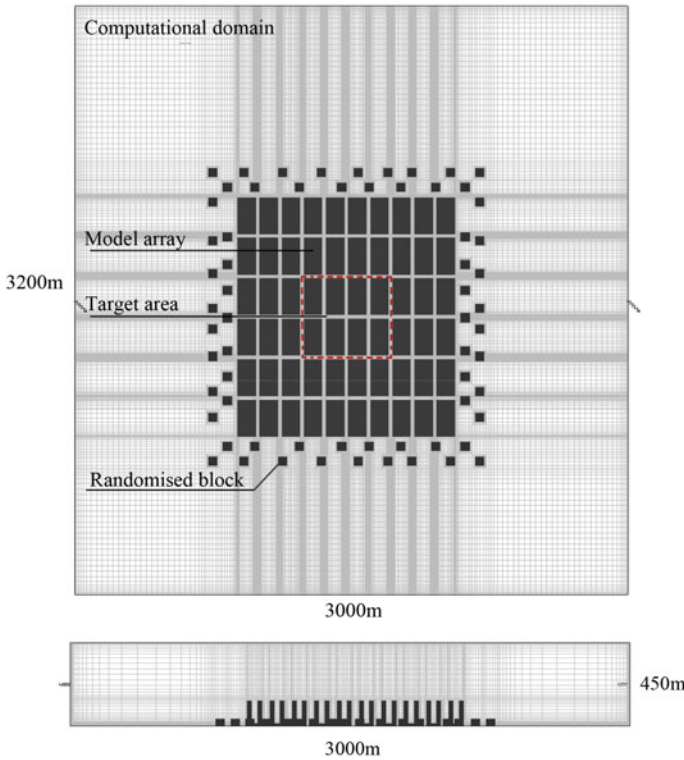 Computational domain
Model array
3200m
Target area
Randomised block
3000m
450m
3000m